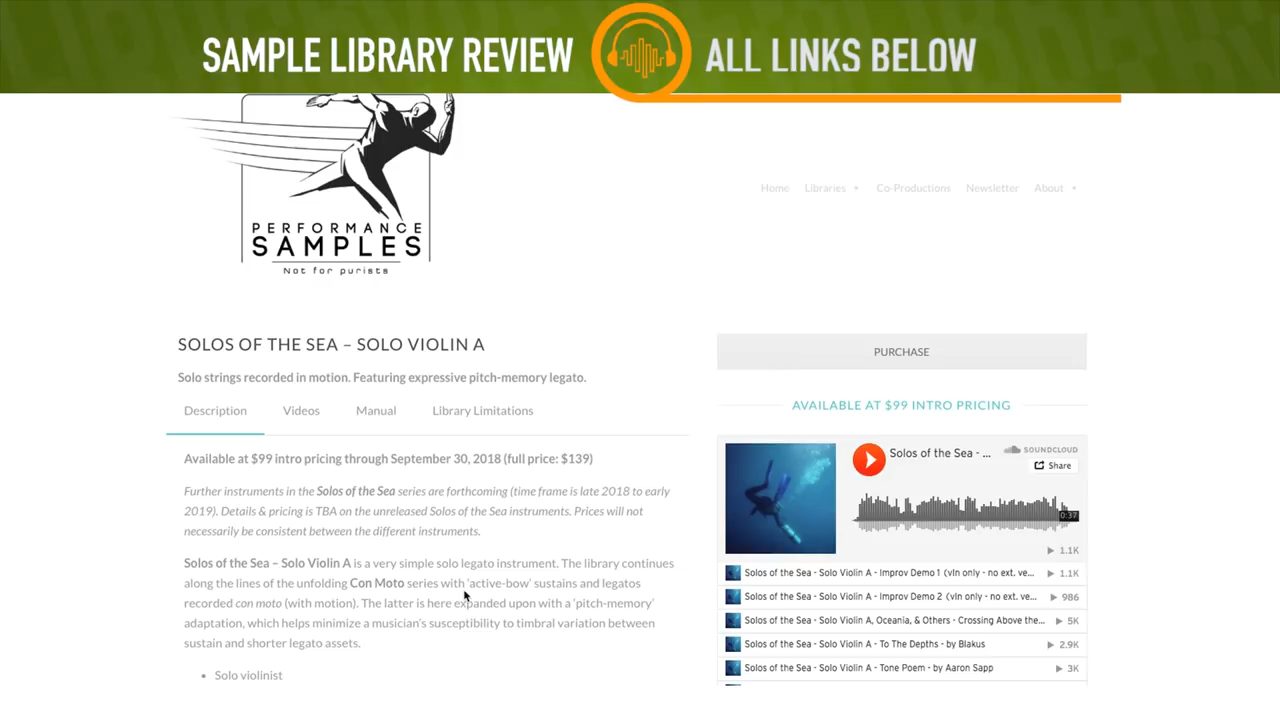 SAMPLE LIBRARY REVIEW ALL LINKS BELOW
PERFORMANCE
SAMPLES
Not for purists
Home Libraries Co-Productions Newsletter About
SOLOS OF THE SEA – SOLO VIOLIN A
Solo strings recorded in motion. Featuring expressive pitch-memory legato.
Description Videos Manual Library Limitations
Available at $99 intro pricing through September 30, 2018 (full price: $139)
Further instruments in the Solos of the Sea series are forthcoming (time frame is late 2018 to early
2019). Details & pricing is TBA on the unreleased Solos of the Sea instruments. Prices will not
necessarily be consistent between the different instruments.
Solos of the Sea – Solo Violin A is a very simple solo legato instrument. The library continues
along the lines of the unfolding Con Moto series with 'active-bow' sustains and legatos
recorded con moto (with motion). The latter is here expanded upon with a 'pitch-memory'
adaptation, which helps minimize a musician's susceptibility to timbral variation between
sustain and shorter legato assets.
• Solo violinist
PURCHASE
AVAILABLE AT $99 INTRO PRICING
Solos of the Sea - ...
SOUNDCLOUD
Share
0:37
1.1K
Solos of the Sea - Solo Violin A - Improv Demo 1 (vln only - no ext. ve... 1.1K
Solos of the Sea - Solo Violin A - Improv Demo 2 (vln only - no ext. ve... 986
Solos of the Sea - Solo Violin A, Oceania, & Others - Crossing Above the... 5K
Solos of the Sea - Solo Violin A - To The Depths - by Blakus 2.9K
Solos of the Sea - Solo Violin A - Tone Poem - by Aaron Sapp 3K